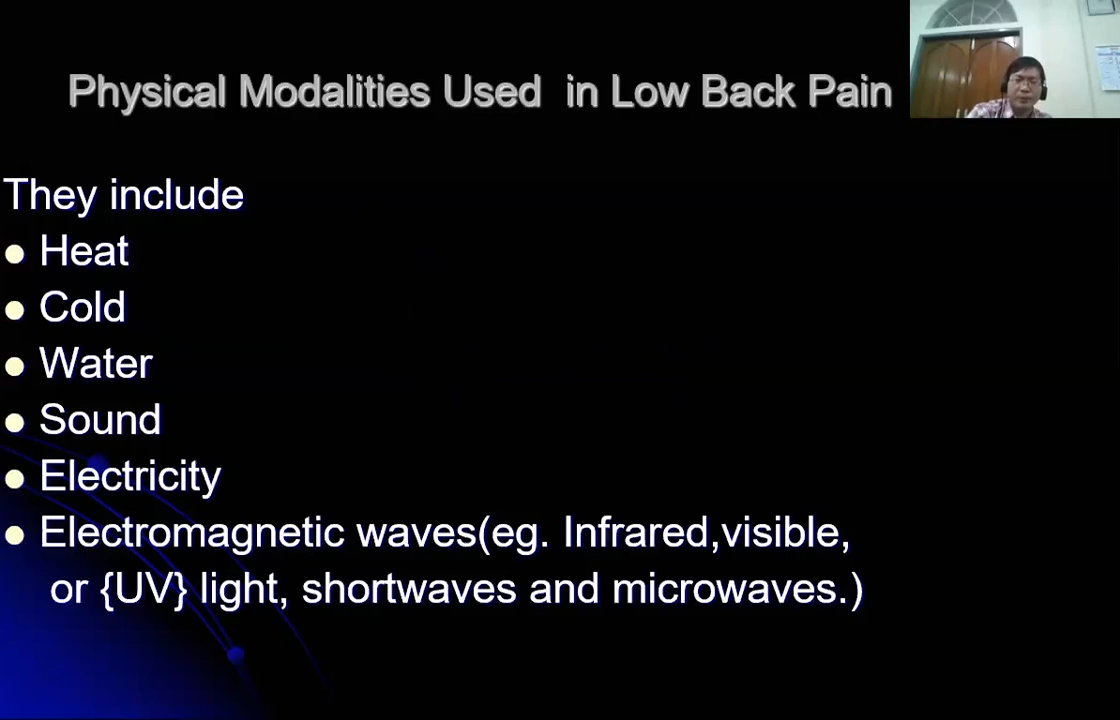 Physical Modalities Used  in Low Back Pain
They include
Heat
Cold
Water
Sound
Electricity
Electromagnetic waves(eg. Infrared,visible,
or {UV} light, shortwaves and microwaves.)